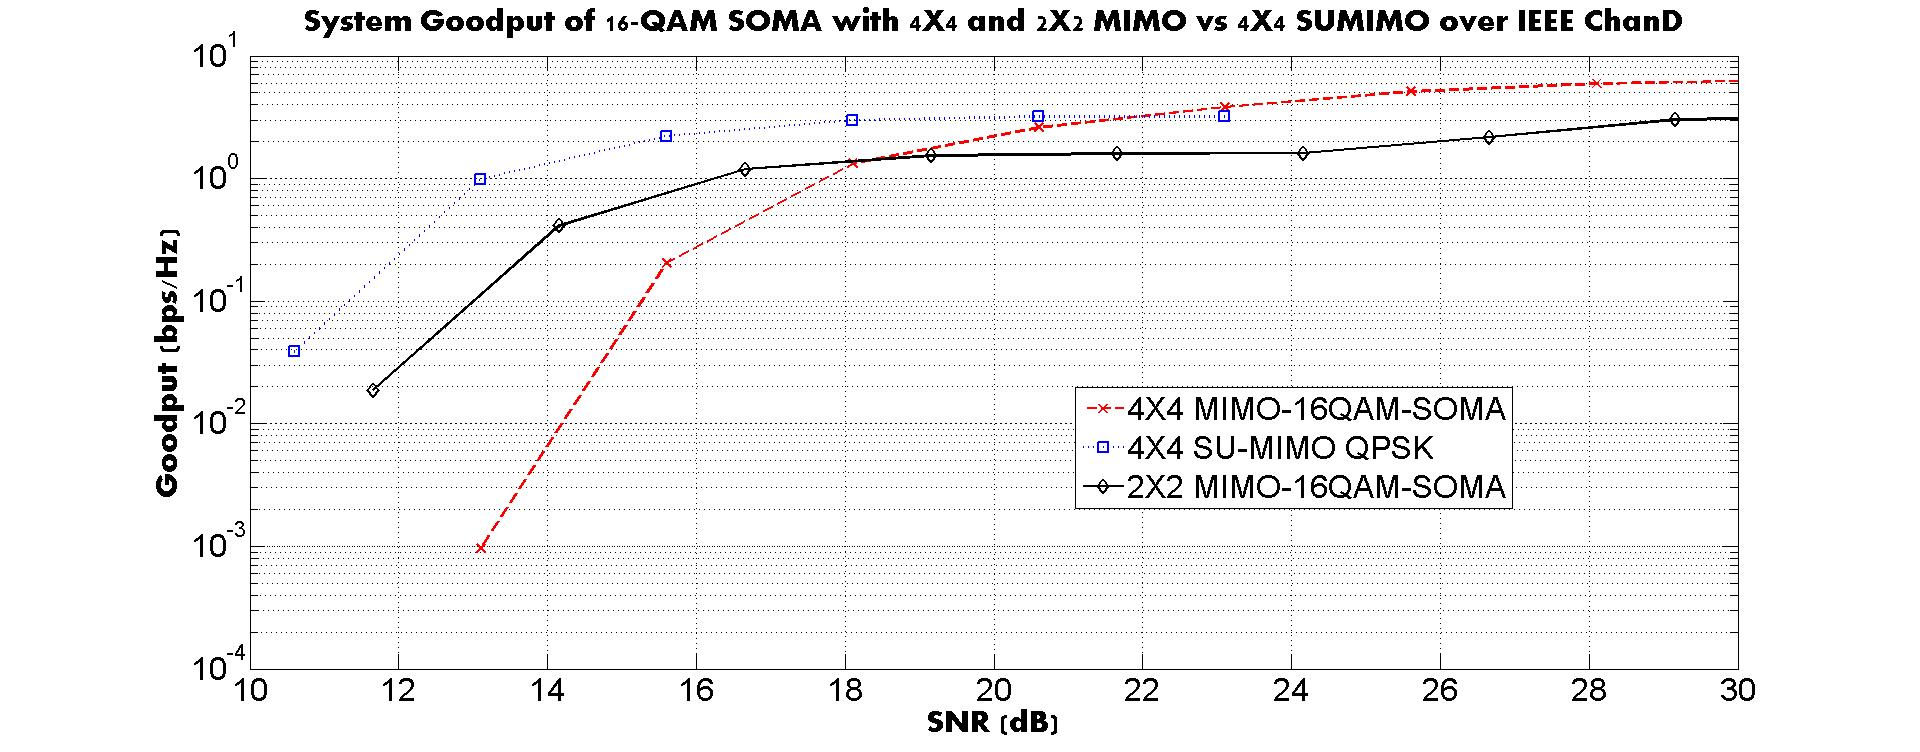 System Goodput of 16-QAM SOMA with 4X4 and 2X2 MIMO vs 4X4 SUMIMO over IEEE ChanD
10^1
10^0
10^-1
10^-2
10^-3
10^-4
Goodput (bps/Hz)
4X4 MIMO-16QAM-SOMA
4X4 SU-MIMO QPSK
2X2 MIMO-16QAM-SOMA
10 12 14 16 18 20 22 24 26 28 30
SNR (dB)